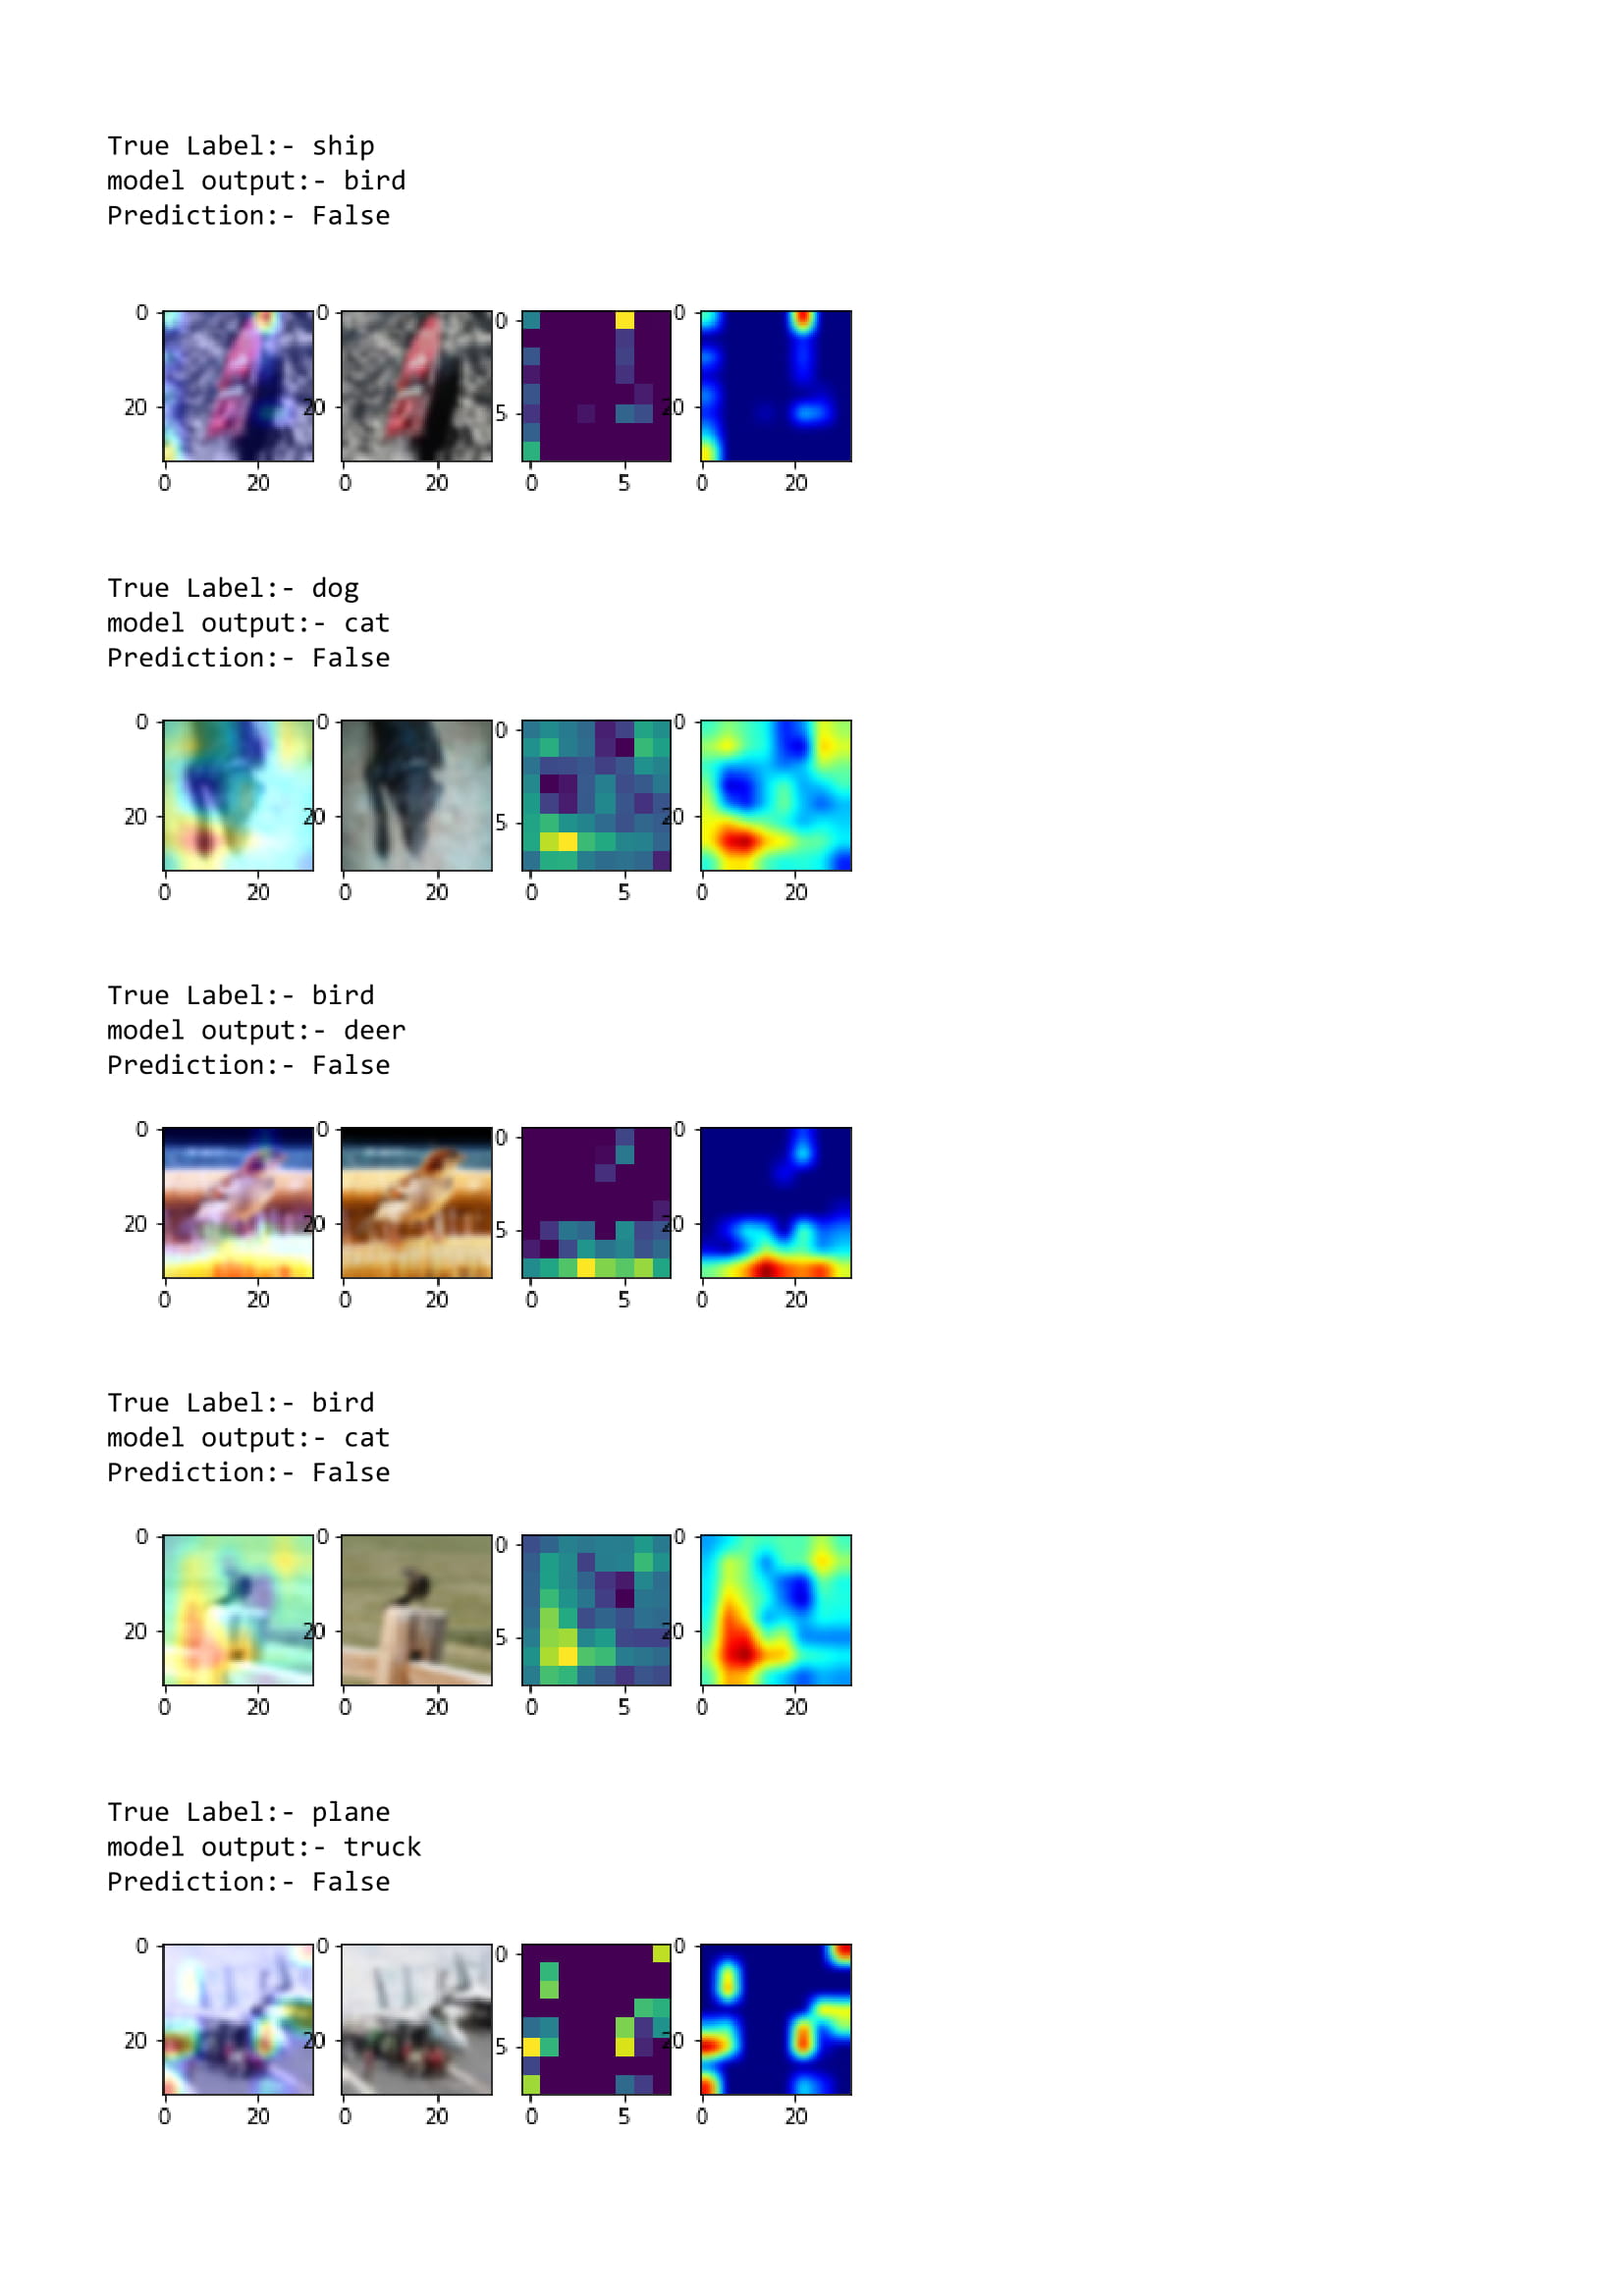 True Label:- ship
model output:- bird
Prediction:- False
0 0 0 0
20 20 5 20
0 20 0 20 0 5 0 20
True Label:- dog
model output:- cat
Prediction:- False
0 0 0 0
20 20 5 20
0 20 0 20 0 5 0 20
True Label:- bird
model output:- deer
Prediction:- False
0 0 0 0
20 20 5 20
0 20 0 20 0 5 0 20
True Label:- bird
model output:- cat
Prediction:- False
0 0 0 0
20 20 5 20
0 20 0 20 0 5 0 20
True Label:- plane
model output:- truck
Prediction:- False
0 0 0 0
20 20 5 20
0 20 0 20 0 5 0 20